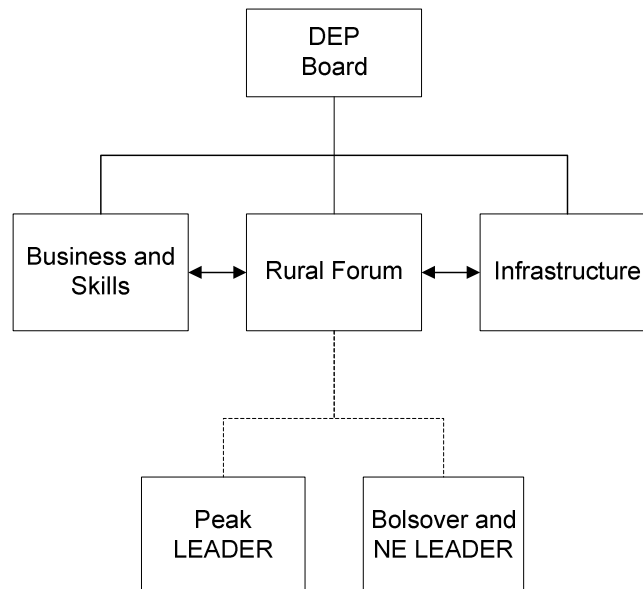 DEP
Board
Business and
Skills
Rural Forum
Infrastructure
Peak
LEADER
Bolsover and
NE LEADER